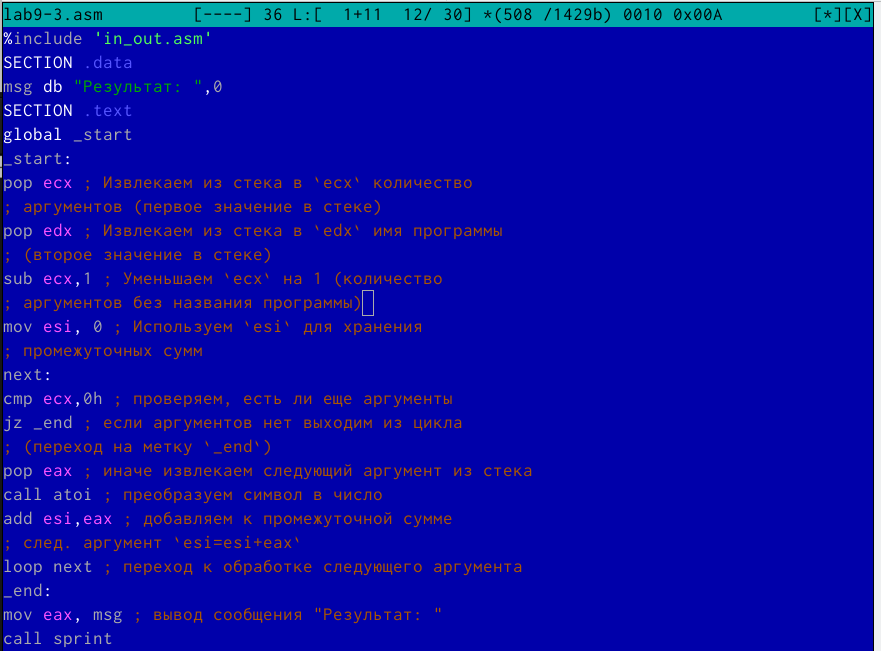 lab9-3.asm [----] 36 L:[ 1+11 12/ 30] *(508 /1429b) 0010 0x00A [*][X]
%include 'in_out.asm'
SECTION .data
msg db "Результат: ",0
SECTION .text
global _start
_start:
pop ecx ; Извлекаем из стека в `ecx` количество
; аргументов (первое значение в стеке)
pop edx ; Извлекаем из стека в `edx` имя программы
; (второе значение в стеке)
sub ecx,1 ; Уменьшаем `ecx` на 1 (количество
; аргументов без названия программы)
mov esi, 0 ; Используем `esi` для хранения
; промежуточных сумм
next:
cmp ecx,0h ; проверяем, есть ли еще аргументы
jz _end ; если аргументов нет выходим из цикла
; (переход на метку `_end`)
pop eax ; иначе извлекаем следующий аргумент из стека
call atoi ; преобразуем символ в число
add esi,eax ; добавляем к промежуточной сумме
; след. аргумент `esi=esi+eax`
loop next ; переход к обработке следующего аргумента
_end:
mov eax, msg ; вывод сообщения "Результат: "
call sprint